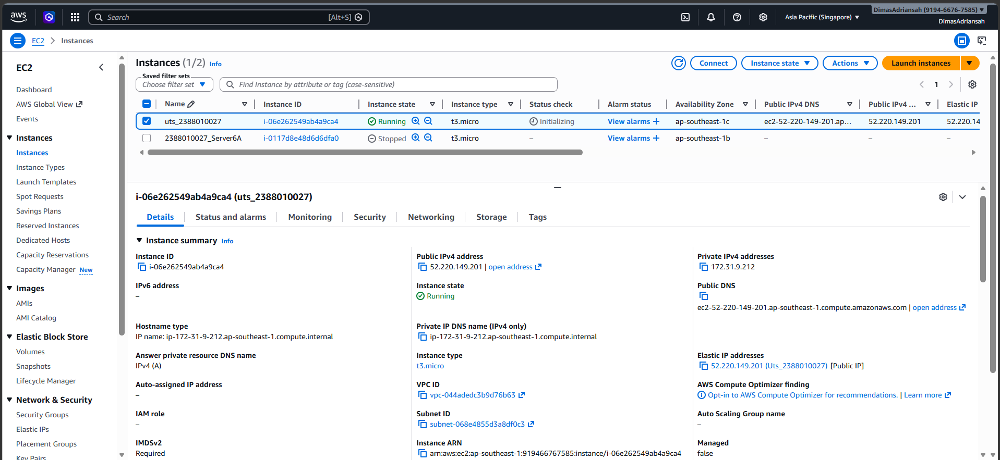 aws
Search [Alt+S]
Asia Pacific (Singapore)
DimasAdriansah (9194-6676-7585)
DimasAdriansah
EC2 Instances
EC2
Dashboard
AWS Global View
Events
Instances
Instances
Instance Types
Launch Templates
Spot Requests
Savings Plans
Reserved Instances
Dedicated Hosts
Capacity Reservations
Capacity Manager New
Images
AMIs
AMI Catalog
Elastic Block Store
Volumes
Snapshots
Lifecycle Manager
Network & Security
Security Groups
Elastic IPs
Placement Groups
Key Pairs
Instances (1/2) Info
Connect Instance state Actions Launch instances
Saved filter sets
Choose filter set Find Instance by attribute or tag (case-sensitive) 1
Name Instance ID Instance state Instance type Status check Alarm status Availability Zone Public IPv4 DNS Public IPv4 ... Elastic IP
uts_2388010027 i-06e262549ab4a9ca4 Running t3.micro Initializing View alarms + ap-southeast-1c ec2-52-220-149-201.ap... 52.220.149.201 52.220.14
2388010027_Server6A i-0117d8e48d6d6dfa0 Stopped t3.micro – View alarms + ap-southeast-1b – – –
i-06e262549ab4a9ca4 (uts_2388010027)
Details Status and alarms Monitoring Security Networking Storage Tags
Instance summary Info
Instance ID
i-06e262549ab4a9ca4
Public IPv4 address
52.220.149.201 | open address
Private IPv4 addresses
172.31.9.212
IPv6 address
–
Instance state
Running
Public DNS
ec2-52-220-149-201.ap-southeast-1.compute.amazonaws.com | open address
Hostname type
IP name: ip-172-31-9-212.ap-southeast-1.compute.internal
Private IP DNS name (IPv4 only)
ip-172-31-9-212.ap-southeast-1.compute.internal
Answer private resource DNS name
IPv4 (A)
Instance type
t3.micro
Elastic IP addresses
52.220.149.201 (Uts_2388010027) [Public IP]
Auto-assigned IP address
–
VPC ID
vpc-044adedc3b9d76b63
AWS Compute Optimizer finding
Opt-in to AWS Compute Optimizer for recommendations. | Learn more
IAM role
–
Subnet ID
subnet-068e4855d3a8df0c3
Auto Scaling Group name
–
IMDSv2
Required
Instance ARN
arn:aws:ec2:ap-southeast-1:919466767585:instance/i-06e262549ab4a9ca4
Managed
false